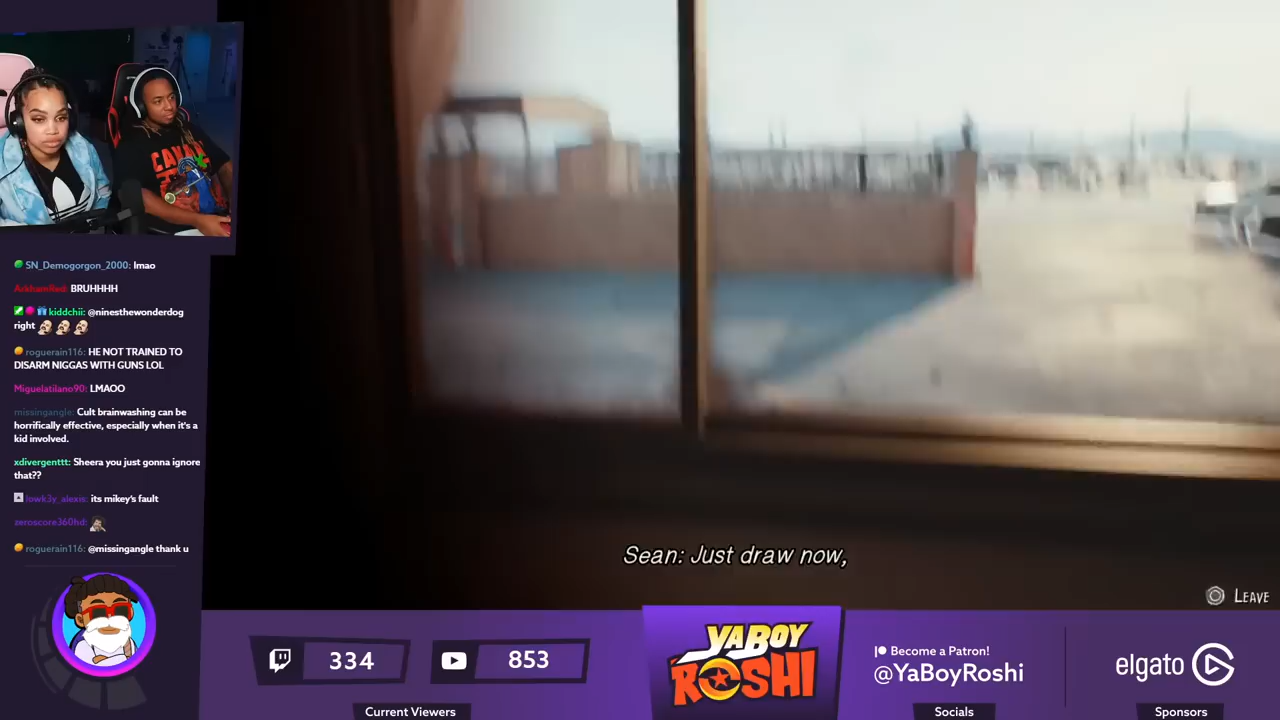 SN_Demogorgon_2000: lmao
ArkhamRed: BRUHHHH
kiddchii: @ninesthewonderdog
right
roguerain116: HE NOT TRAINED TO
DISARM NIGGAS WITH GUNS LOL
Miguelatilano90: LMAOO
missingangle: Cult brainwashing can be
horrifically effective, especially when it's a
kid involved.
xdivergenttt: Sheera you just gonna ignore
that??
lowk3y_alexis: its mikey's fault
zeroscore360hd:
roguerain116: @missingangle thank u
Sean: Just draw now,
LEAVE
334
853
Current Viewers
YABOY
ROSHI
Become a Patron!
@YaBoyRoshi
Socials
elgato
Sponsors